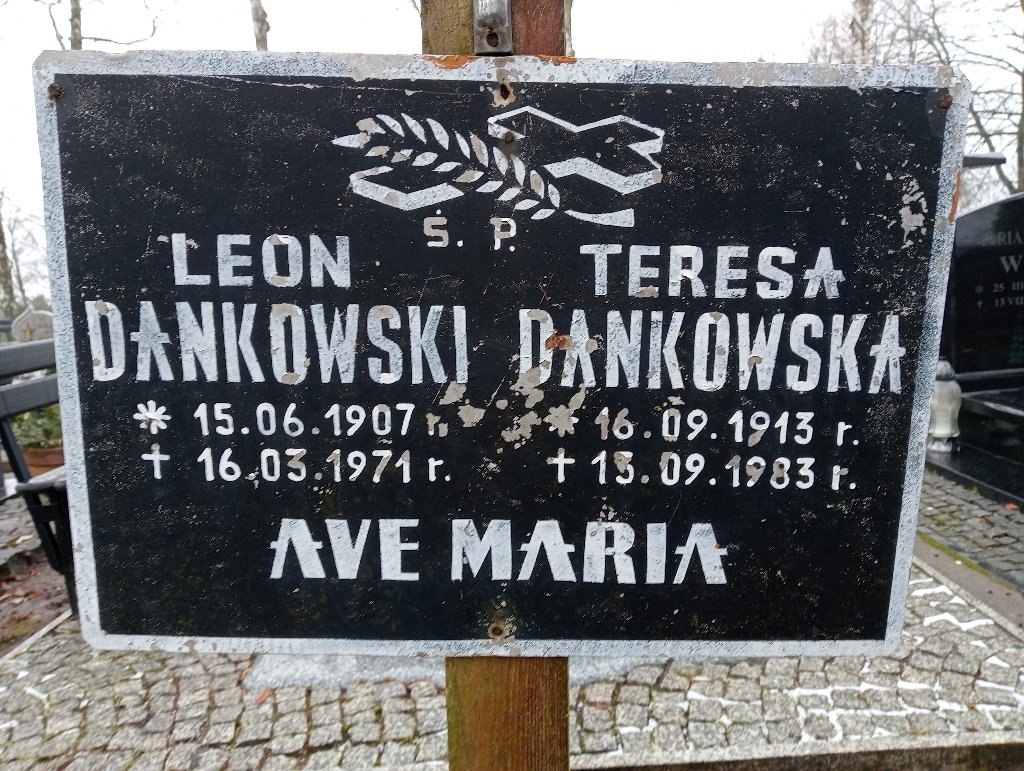 Ś. P.
LEON
DANKOWSKI
* 15.06.1907 r.
† 16.03.1971 r.
TERESA
DANKOWSKA
* 16.09.1913 r.
† 13.09.1983 r.
AVE MARIA